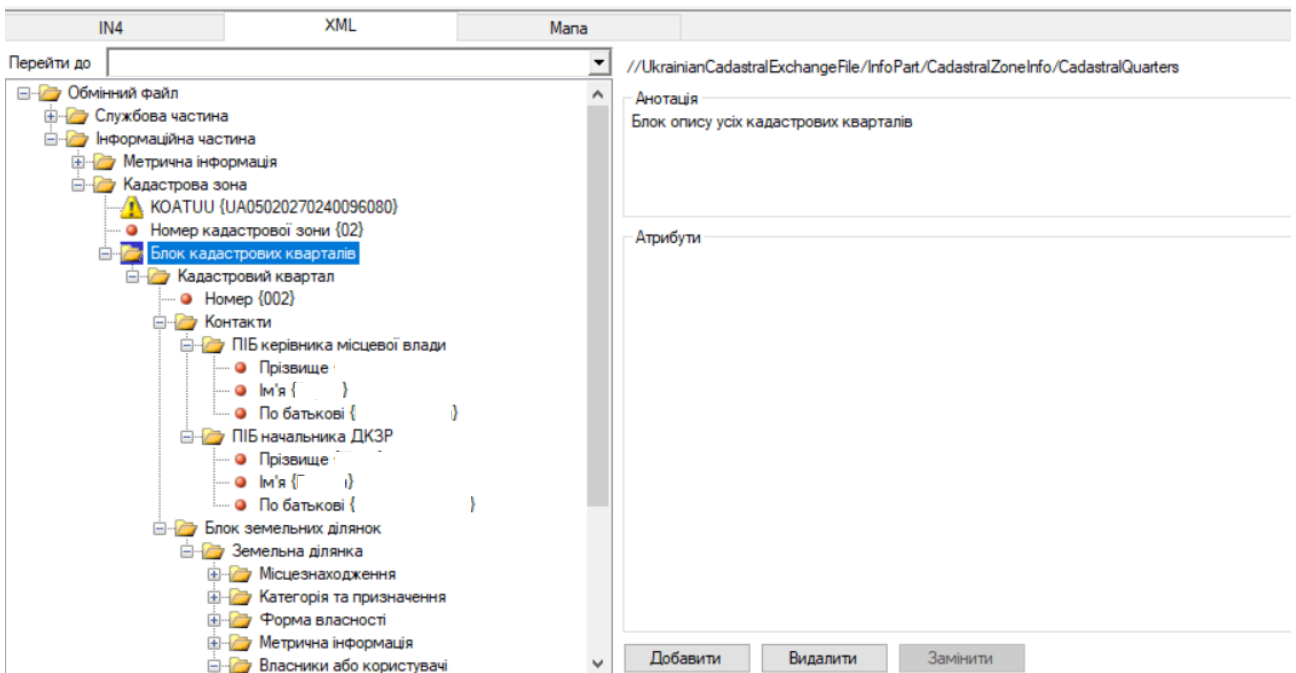 IN4 XML Мапа
Перейти до
//UkrainianCadastralExchangeFile/InfoPart/CadastralZoneInfo/CadastralQuarters
Обмінний файл
Службова частина
Інформаційна частина
Метрична інформація
Кадастрова зона
KOATUU {UA05020270240096080}
Номер кадастрової зони {02}
Блок кадастрових кварталів
Кадастровий квартал
Номер {002}
Контакти
ПІБ керівника місцевої влади
Прізвище
Ім'я { }
По батькові { }
ПІБ начальника ДКЗР
Прізвище
Ім'я { }
По батькові { }
Блок земельних ділянок
Земельна ділянка
Місцезнаходження
Категорія та призначення
Форма власності
Метрична інформація
Власники або користувачі
Анотація
Блок опису усіх кадастрових кварталів
Атрибути
Добавити Видалити Замінити